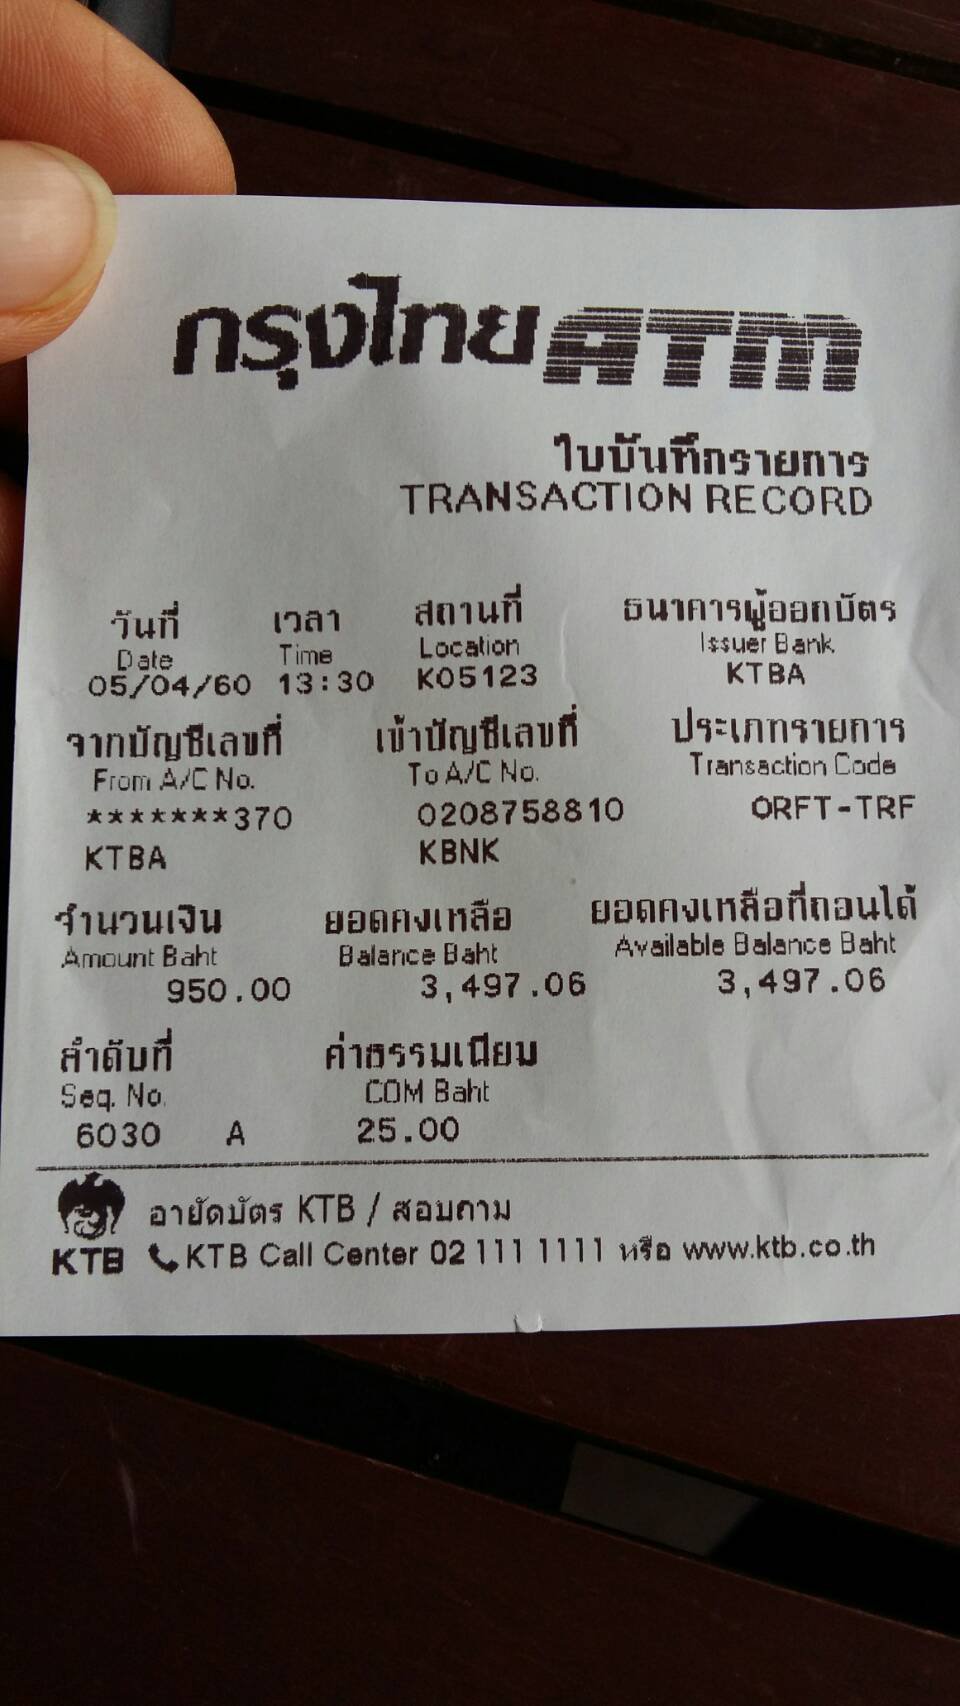 กรุงไทย ATM
ใบบันทึกรายการ
TRANSACTION RECORD
วันที่ เวลา สถานที่ ธนาคารผู้ออกบัตร
Date Time Location Issuer Bank
05/04/60 13:30 K05123 KTBA
จากบัญชีเลขที่ เข้าบัญชีเลขที่ ประเภทรายการ
From A/C No. To A/C No. Transaction Code
*******370 0208758810 ORFT-TRF
KTBA KBNK
จำนวนเงิน ยอดคงเหลือ ยอดคงเหลือที่ถอนได้
Amount Baht Balance Baht Available Balance Baht
950.00 3,497.06 3,497.06
ลำดับที่ ค่าธรรมเนียม
Seq. No. COM Baht
6030 A 25.00
อายัดบัตร KTB / สอบถาม
KTB KTB Call Center 02 111 1111 หรือ www.ktb.co.th